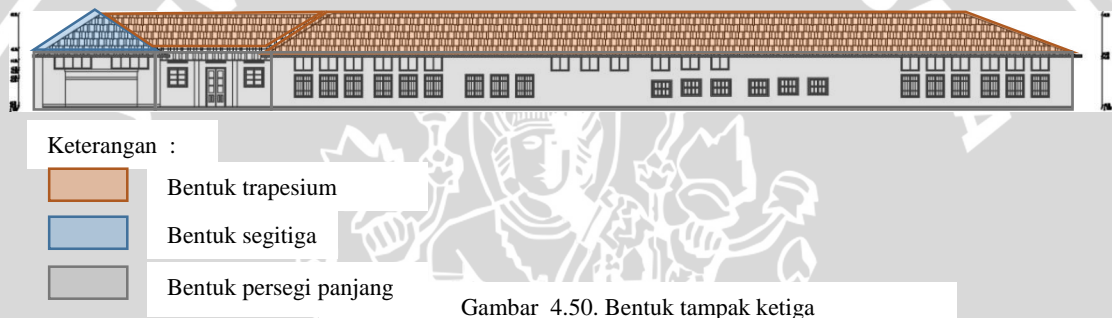 Keterangan :
Bentuk trapesium
Bentuk segitiga
Bentuk persegi panjang
Gambar 4.50. Bentuk tampak ketiga